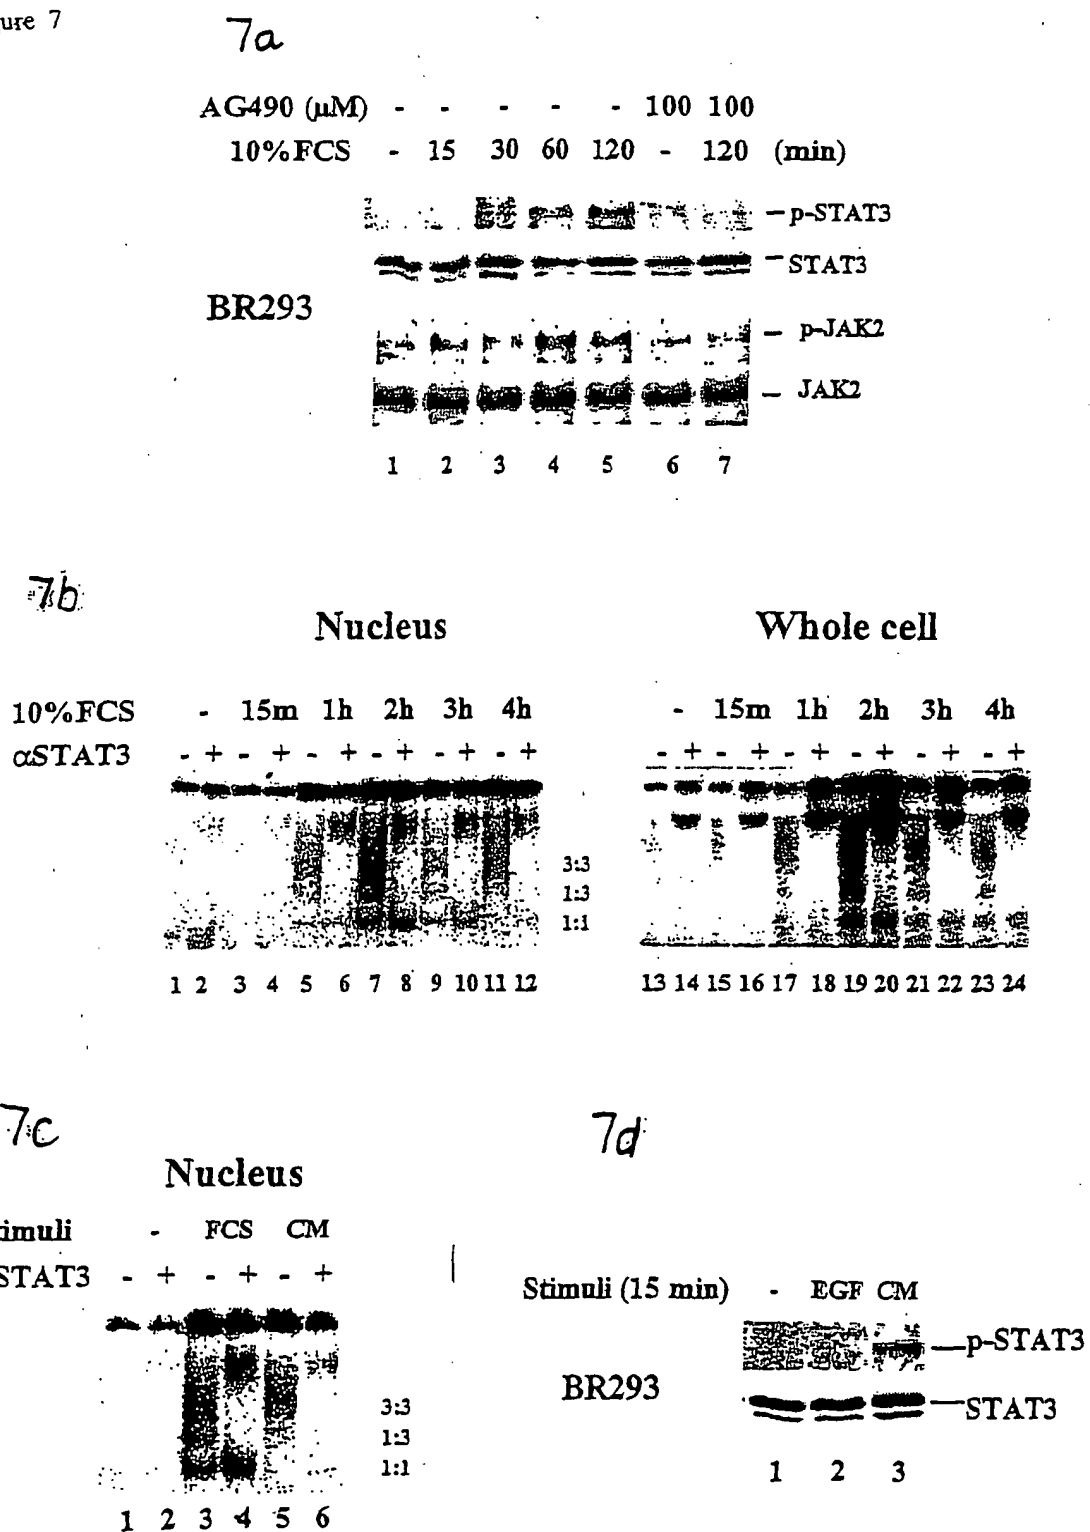 ure 7
7a
AG490 (μM) - - - - - 100 100
10%FCS - 15 30 60 120 - 120 (min)
p-STAT3
STAT3
BR293
p-JAK2
JAK2
1 2 3 4 5 6 7
7b
Nucleus
10%FCS - 15m 1h 2h 3h 4h
αSTAT3 - + - + - + - + - + - +
3:3
1:3
1:1
1 2 3 4 5 6 7 8 9 10 11 12
Whole cell
- 15m 1h 2h 3h 4h
- + - + - + - + - + - +
13 14 15 16 17 18 19 20 21 22 23 24
7c
Nucleus
timuli - FCS CM
STAT3 - + - + - +
3:3
1:3
1:1
1 2 3 4 5 6
7d
Stimuli (15 min) - EGF CM
p-STAT3
BR293
STAT3
1 2 3